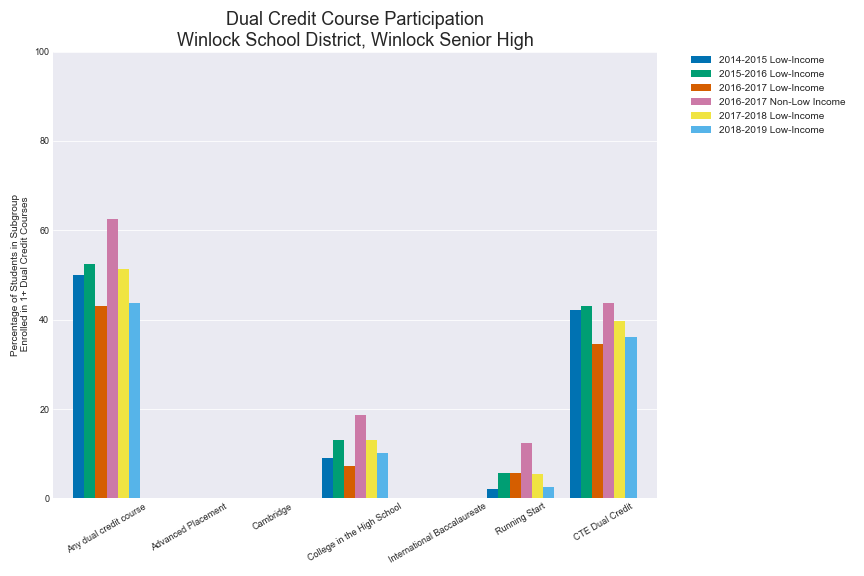 Dual Credit Course Participation
Winlock School District, Winlock Senior High
Percentage of Students in Subgroup
Enrolled in 1+ Dual Credit Courses
100
80
60
40
20
0
Any dual credit course
Advanced Placement
Cambridge
College in the High School
International Baccalaureate
Running Start
CTE Dual Credit
2014-2015 Low-Income
2015-2016 Low-Income
2016-2017 Low-Income
2016-2017 Non-Low Income
2017-2018 Low-Income
2018-2019 Low-Income